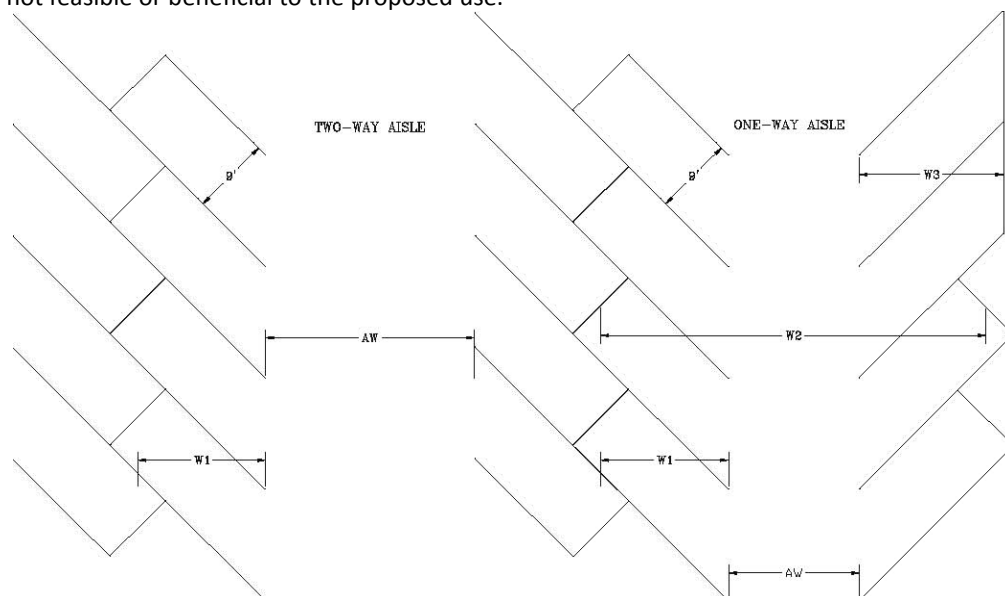 not feasible or beneficial to the proposed use.
TWO-WAY AISLE
ONE-WAY AISLE
9'
9'
W3
AW
W2
W1
W1
AW